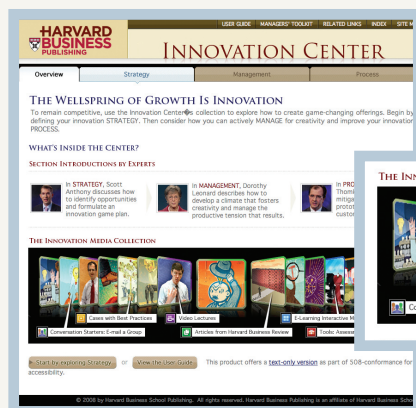 HARVARD
BUSINESS
PUBLISHING
USER GUIDE MANAGERS' TOOLKIT RELATED LINKS INDEX SITE M
INNOVATION CENTER
Overview Strategy Management Process
THE WELLSPRING OF GROWTH IS INNOVATION
To remain competitive, use the Innovation Center�s collection to explore how to create game-changing offerings. Begin by
defining your innovation STRATEGY. Then consider how you can actively MANAGE for creativity and improve your innovation
PROCESS.
WHAT'S INSIDE THE CENTER?
SECTION INTRODUCTIONS BY EXPERTS
In STRATEGY, Scott
Anthony discusses how
to identify opportunities
and formulate an
innovation game plan.
In MANAGEMENT, Dorothy
Leonard describes how to
develop a climate that fosters
creativity and manage the
productive tension that results.
In PRO
Thom
mitiga
protot
custo
THE INNOVATION MEDIA COLLECTION
Cases with Best Practices Video Lectures E-Learning Interactive M
Conversation Starters: E-mail a Group Articles from Harvard Business Review Tools: Assess
THE INN
Co
Start by exploring Strategy or View the User Guide This product offers a text-only version as part of 508-conformance for
accessibility.
© 2008 by Harvard Business School Publishing. All rights reserved. Harvard Business Publishing is an affiliate of Harvard Business Scho